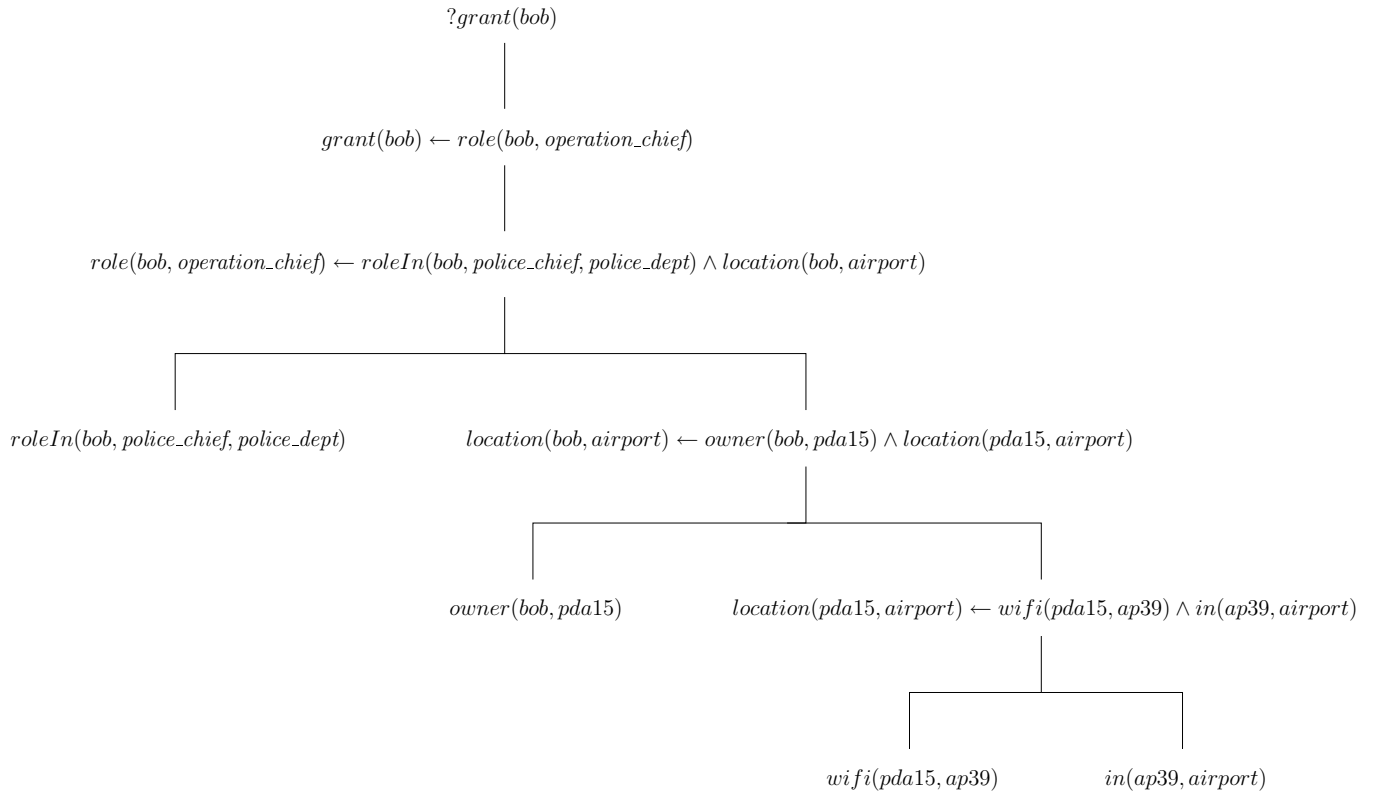 ?grant(bob)
grant(bob) ← role(bob, operation_chief)
role(bob, operation_chief) ← roleIn(bob, police_chief, police_dept) ∧ location(bob, airport)
roleIn(bob, police_chief, police_dept)
location(bob, airport) ← owner(bob, pda15) ∧ location(pda15, airport)
owner(bob, pda15)
location(pda15, airport) ← wifi(pda15, ap39) ∧ in(ap39, airport)
wifi(pda15, ap39)
in(ap39, airport)